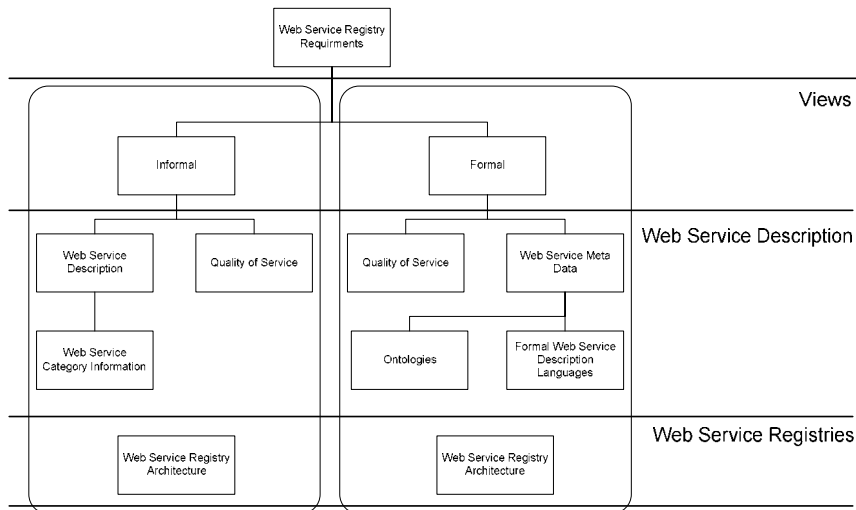 Web Service Registry
Requirments
Views
Informal
Formal
Web Service Description
Web Service
Description
Quality of Service
Quality of Service
Web Service Meta
Data
Web Service
Category Information
Ontologies
Formal Web Service
Description
Languages
Web Service Registries
Web Service Registry
Architecture
Web Service Registry
Architecture